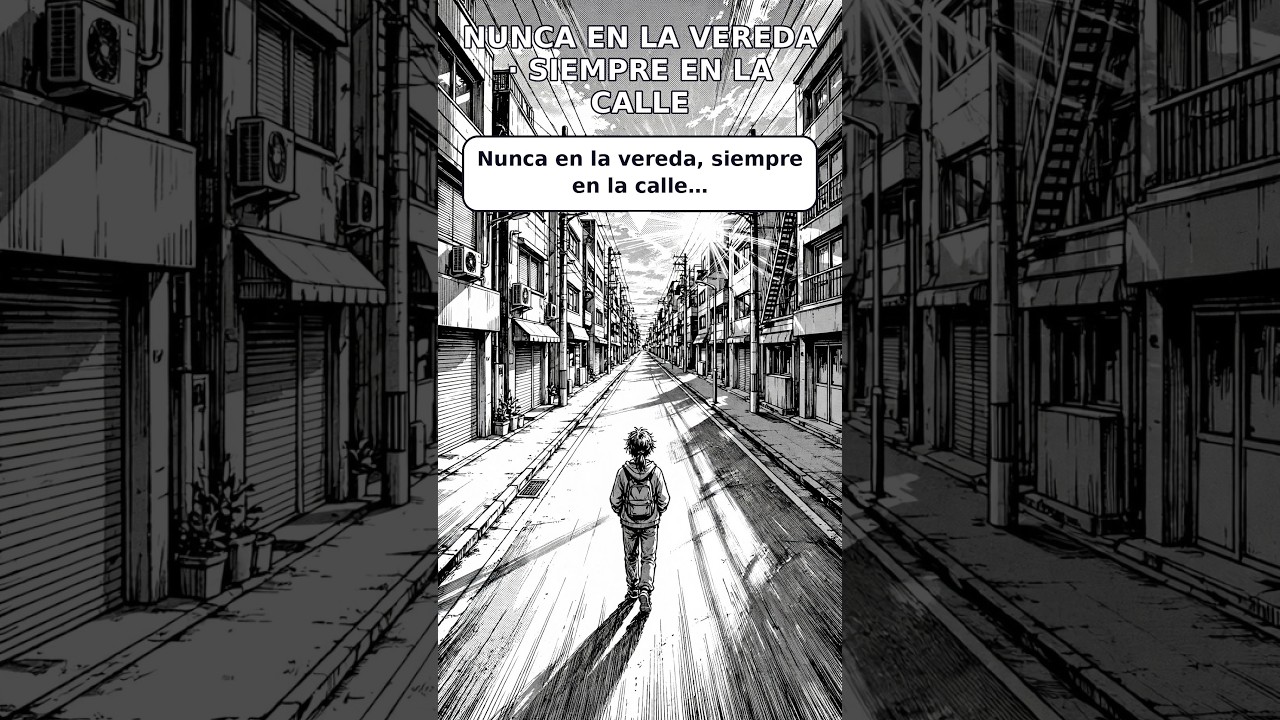 NUNCA EN LA VEREDA
· SIEMPRE EN LA
CALLE
Nunca en la vereda, siempre
en la calle...